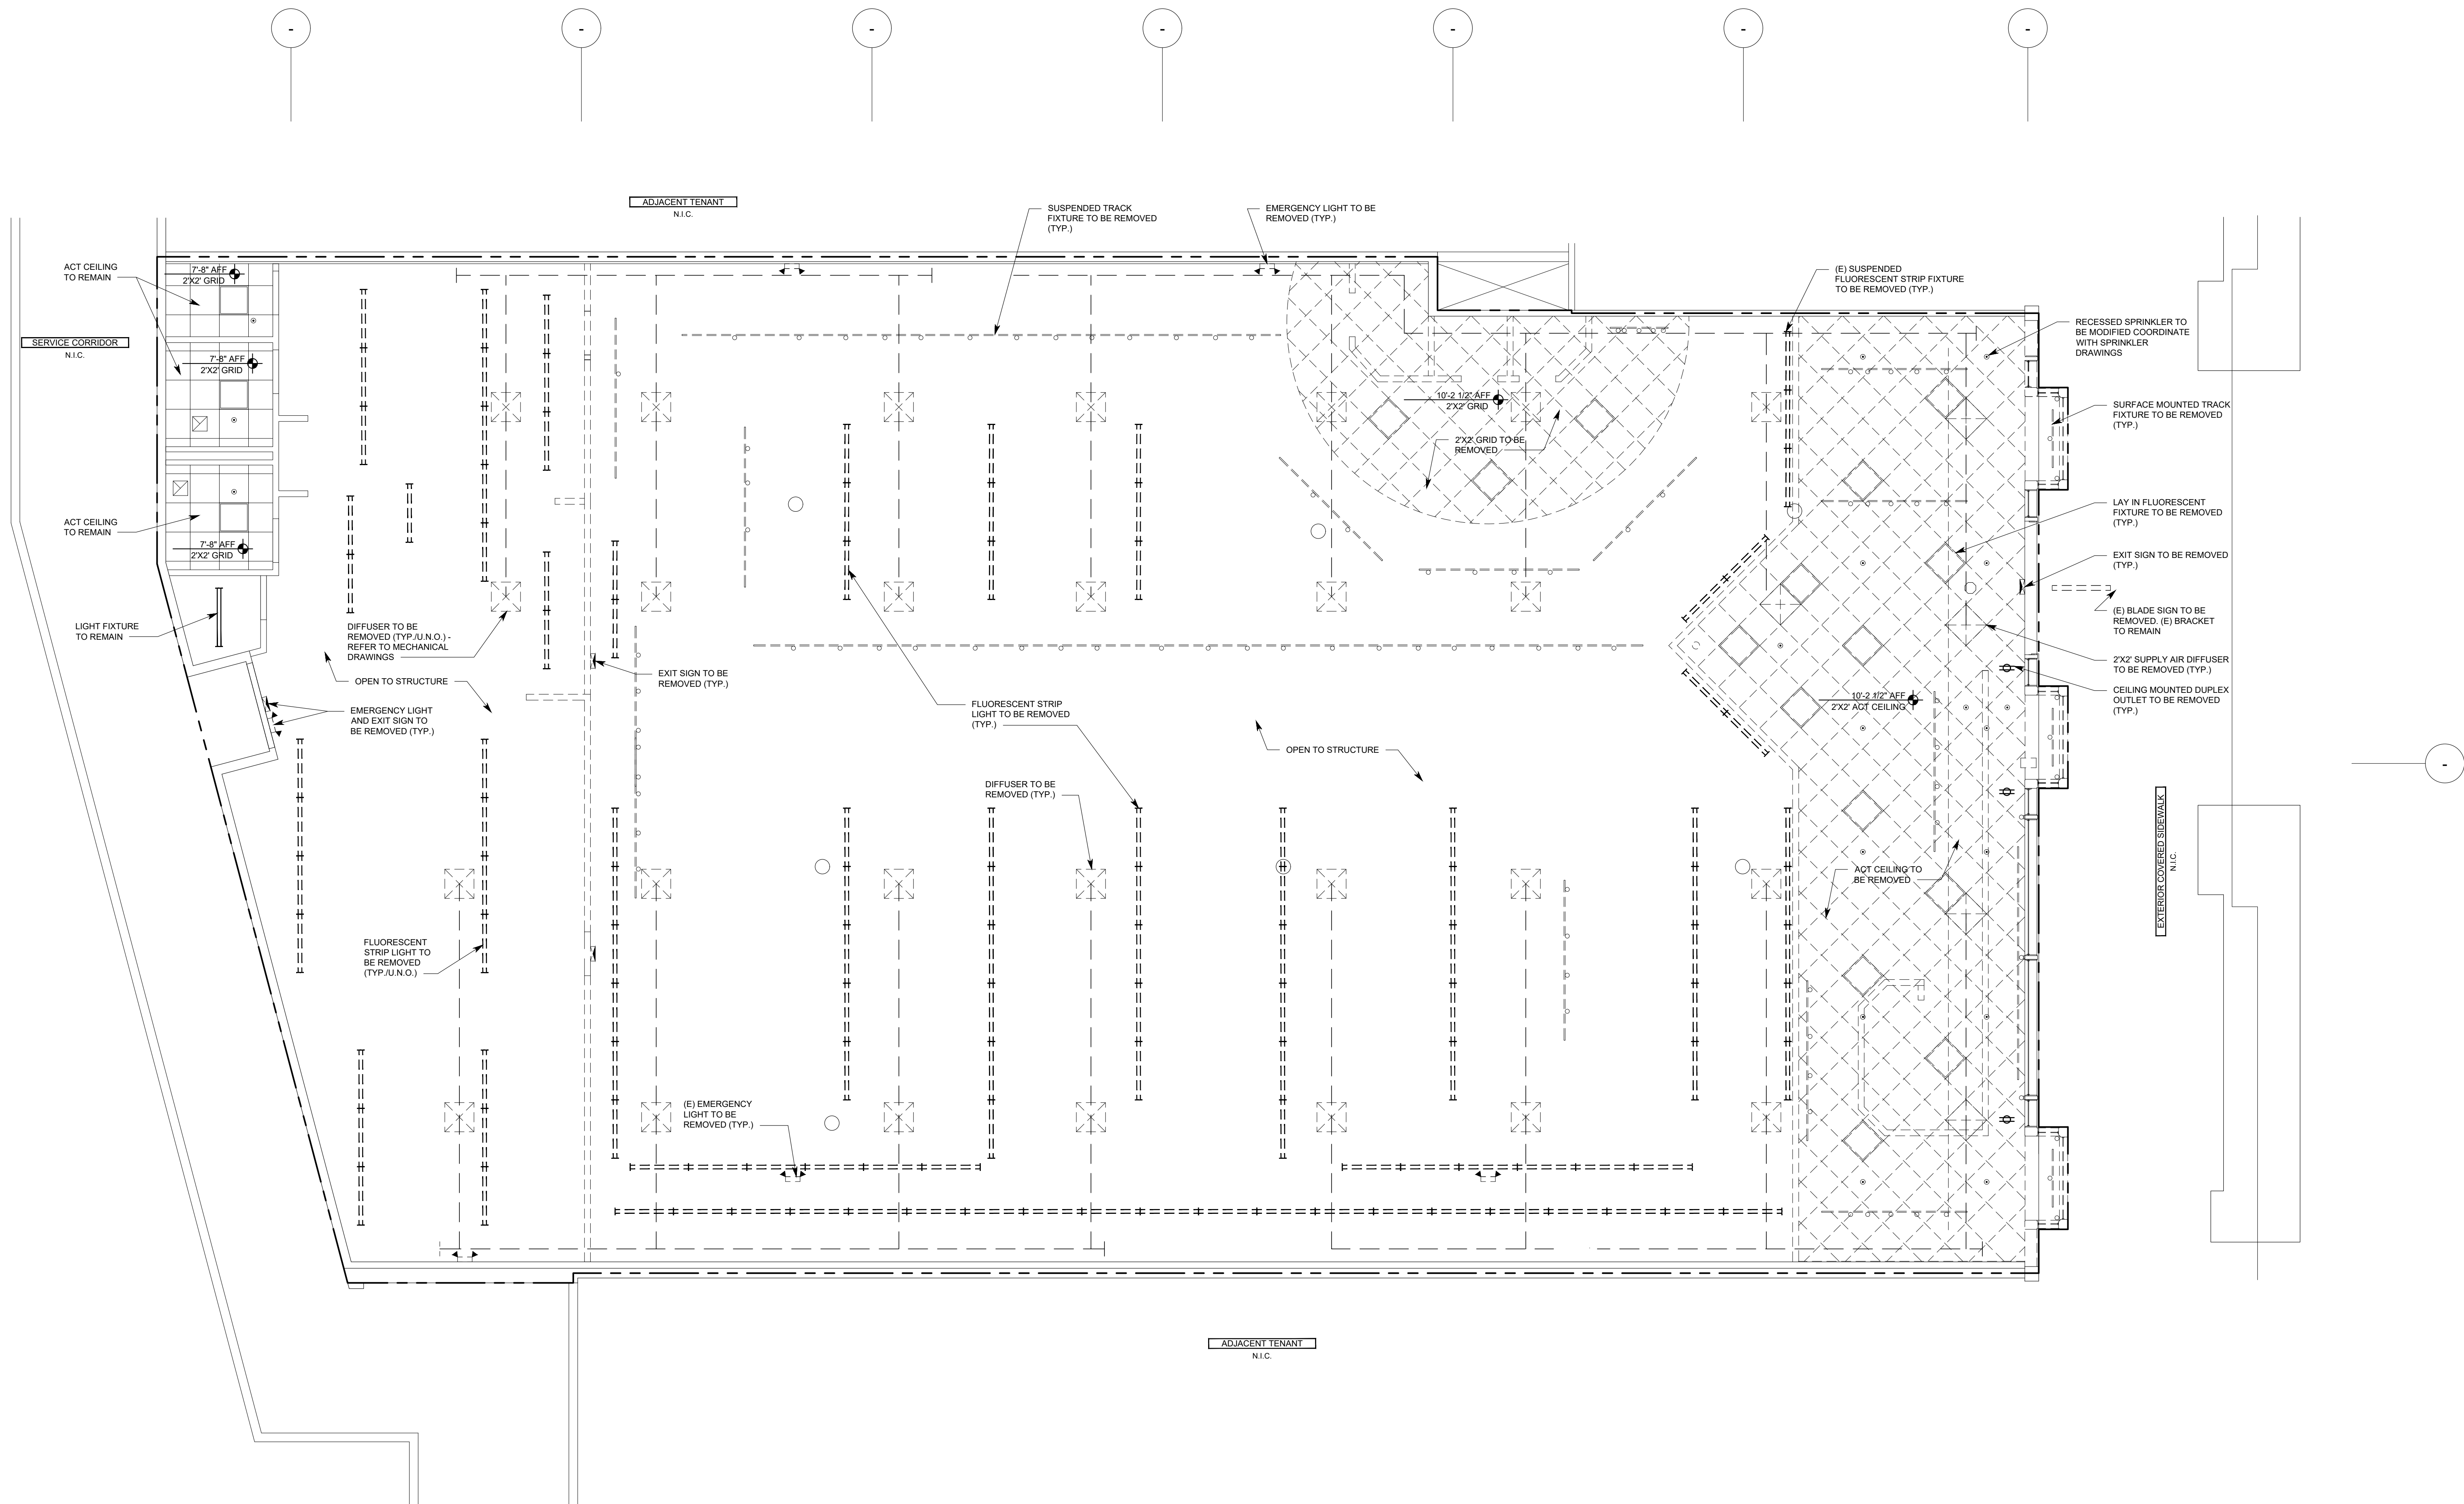 -
-
-
-
-
-
-
ADJACENT TENANT
N.I.C.
SUSPENDED TRACK
FIXTURE TO BE REMOVED
(TYP.)
EMERGENCY LIGHT TO BE
REMOVED (TYP.)
ACT CEILING
TO REMAIN
7'-8" AFF
2'X2' GRID
(E) SUSPENDED
FLUORESCENT STRIP FIXTURE
TO BE REMOVED (TYP.)
SERVICE CORRIDOR
N.I.C.
7'-8" AFF
2'X2' GRID
RECESSED SPRINKLER TO
BE MODIFIED COORDINATE
WITH SPRINKLER
DRAWINGS
10'-2 1/2" AFF
2'X2' GRID
SURFACE MOUNTED TRACK
FIXTURE TO BE REMOVED
(TYP.)
2'X2' GRID TO BE
REMOVED
LAY IN FLUORESCENT
FIXTURE TO BE REMOVED
(TYP.)
ACT CEILING
TO REMAIN
7'-8" AFF
2'X2' GRID
EXIT SIGN TO BE REMOVED
(TYP.)
LIGHT FIXTURE
TO REMAIN
DIFFUSER TO BE
REMOVED (TYP./U.N.O.) -
REFER TO MECHANICAL
DRAWINGS
(E) BLADE SIGN TO BE
REMOVED. (E) BRACKET
TO REMAIN
OPEN TO STRUCTURE
EXIT SIGN TO BE
REMOVED (TYP.)
2'X2' SUPPLY AIR DIFFUSER
TO BE REMOVED (TYP.)
EMERGENCY LIGHT
AND EXIT SIGN TO
BE REMOVED (TYP.)
FLUORESCENT STRIP
LIGHT TO BE REMOVED
(TYP.)
10'-2 1/2" AFF
2'X2' ACT CEILING
CEILING MOUNTED DUPLEX
OUTLET TO BE REMOVED
(TYP.)
OPEN TO STRUCTURE
-
DIFFUSER TO BE
REMOVED (TYP.)
EXTERIOR COVERED SIDEWALK
N.I.C.
ACT CEILING TO
BE REMOVED
FLUORESCENT
STRIP LIGHT TO
BE REMOVED
(TYP./U.N.O.)
(E) EMERGENCY
LIGHT TO BE
REMOVED (TYP.)
ADJACENT TENANT
N.I.C.